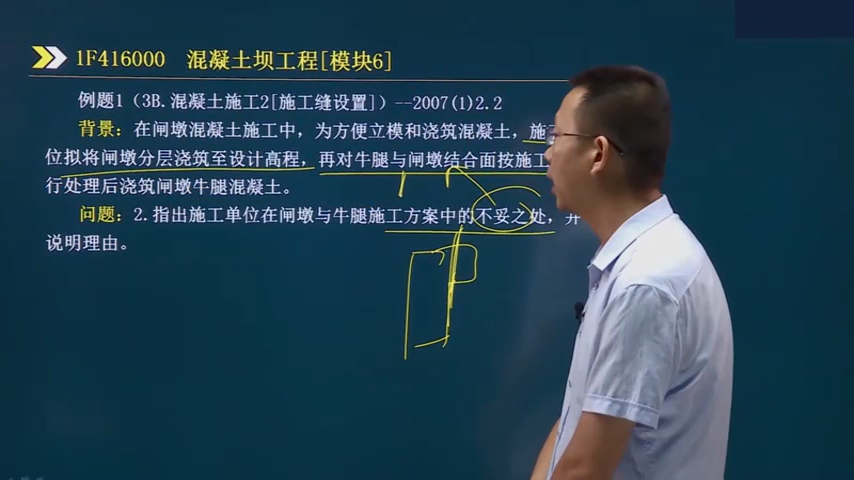 1F416000 混凝土坝工程[模块6]
例题1（3B.混凝土施工2[施工缝设置]）--2007(1)2.2
背景：在闸墩混凝土施工中，为方便立模和浇筑混凝土，施
位拟将闸墩分层浇筑至设计高程，再对牛腿与闸墩结合面按施工
行处理后浇筑闸墩牛腿混凝土。
问题：2.指出施工单位在闸墩与牛腿施工方案中的不妥之处，并
说明理由。